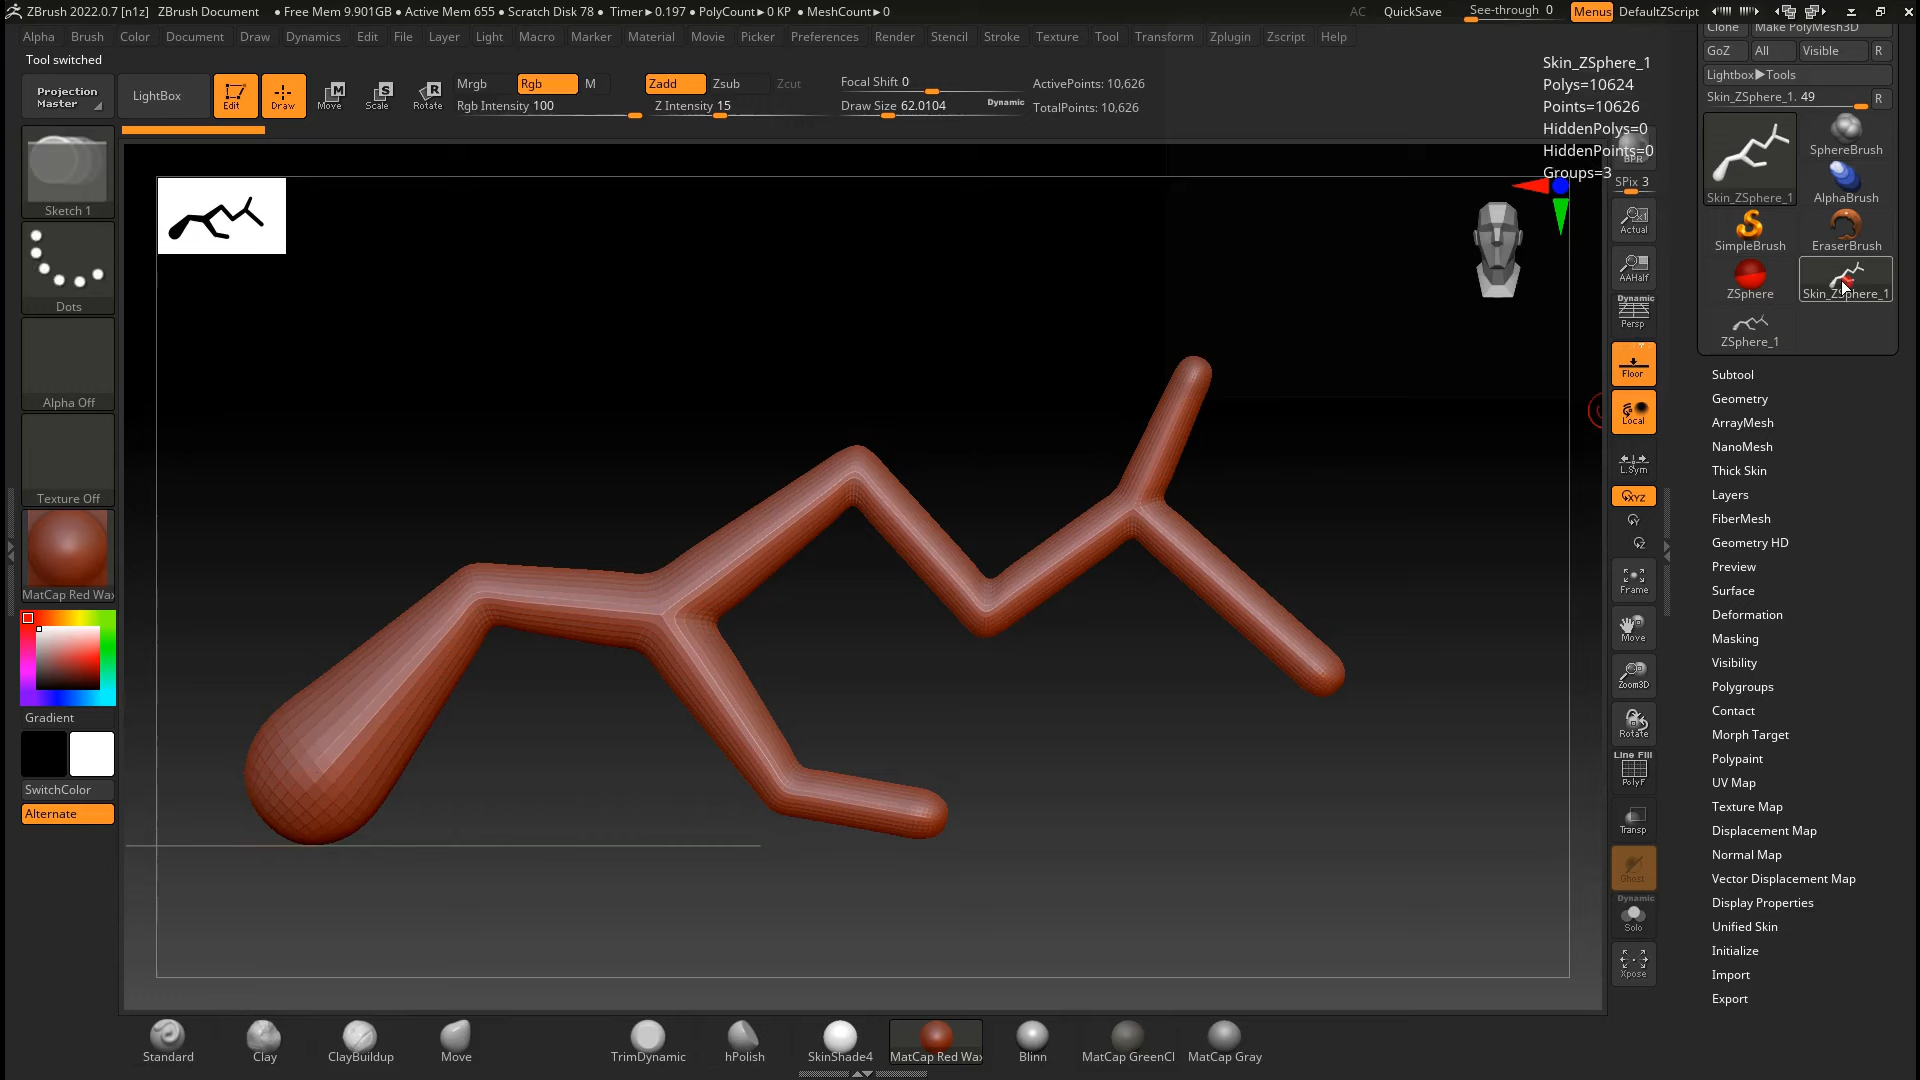 ZBrush 2022.0.7 [n1z] ZBrush Document • Free Mem 9.901GB • Active Mem 655 • Scratch Disk 78 • Timer▸0.197 • PolyCount▸0 KP • MeshCount▸0
AC QuickSave See-through 0 Menus DefaultZScript
Alpha Brush Color Document Draw Dynamics Edit File Layer Light Macro Marker Material Movie Picker Preferences Render Stencil Stroke Texture Tool Transform Zplugin Zscript Help
Tool switched
Projection Master
LightBox
Edit
Draw
Move
Scale
Rotate
Mrgb Rgb M
Rgb Intensity 100
Zadd Zsub Zcut
Z Intensity 15
Focal Shift 0
Draw Size 62.0104 Dynamic
ActivePoints: 10,626
TotalPoints: 10,626
Skin_ZSphere_1
Polys=10624
Points=10626
HiddenPolys=0
HiddenPoints=0
Groups=3
Sketch 1
Dots
Alpha Off
Texture Off
MatCap Red Wax
Gradient
SwitchColor
Alternate
BPR
SPix 3
Actual
AAHalf
Dynamic
Persp
Floor
Local
L.Sym
XYZ
Y
Z
Frame
Move
Zoom3D
Rotate
Line Fill
PolyF
Transp
Ghost
Dynamic
Solo
Xpose
Clone Make PolyMesh3D
GoZ All Visible R
Lightbox▶Tools
Skin_ZSphere_1. 49 R
Skin_ZSphere_1
SphereBrush
AlphaBrush
SimpleBrush
EraserBrush
ZSphere
Skin_ZSphere_1
ZSphere_1
Subtool
Geometry
ArrayMesh
NanoMesh
Thick Skin
Layers
FiberMesh
Geometry HD
Preview
Surface
Deformation
Masking
Visibility
Polygroups
Contact
Morph Target
Polypaint
UV Map
Texture Map
Displacement Map
Normal Map
Vector Displacement Map
Display Properties
Unified Skin
Initialize
Import
Export
Standard Clay ClayBuildup Move TrimDynamic hPolish SkinShade4 MatCap Red Wax Blinn MatCap GreenCl MatCap Gray